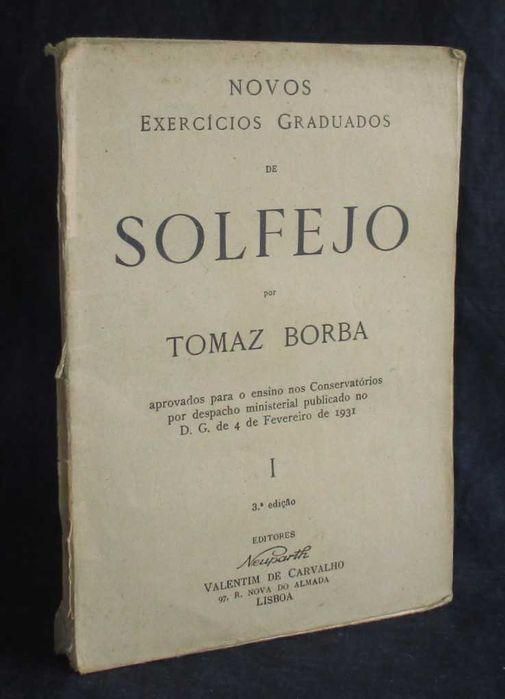 NOVOS
EXERCÍCIOS GRADUADOS
DE
SOLFEJO
por
TOMAZ BORBA
aprovados para o ensino nos Conservatórios
por despacho ministerial publicado no
D. G. de 4 de Fevereiro de 1931
I
3.ª edição
EDITORES
Neuparth
VALENTIM DE CARVALHO
97, R. NOVA DO ALMADA
LISBOA